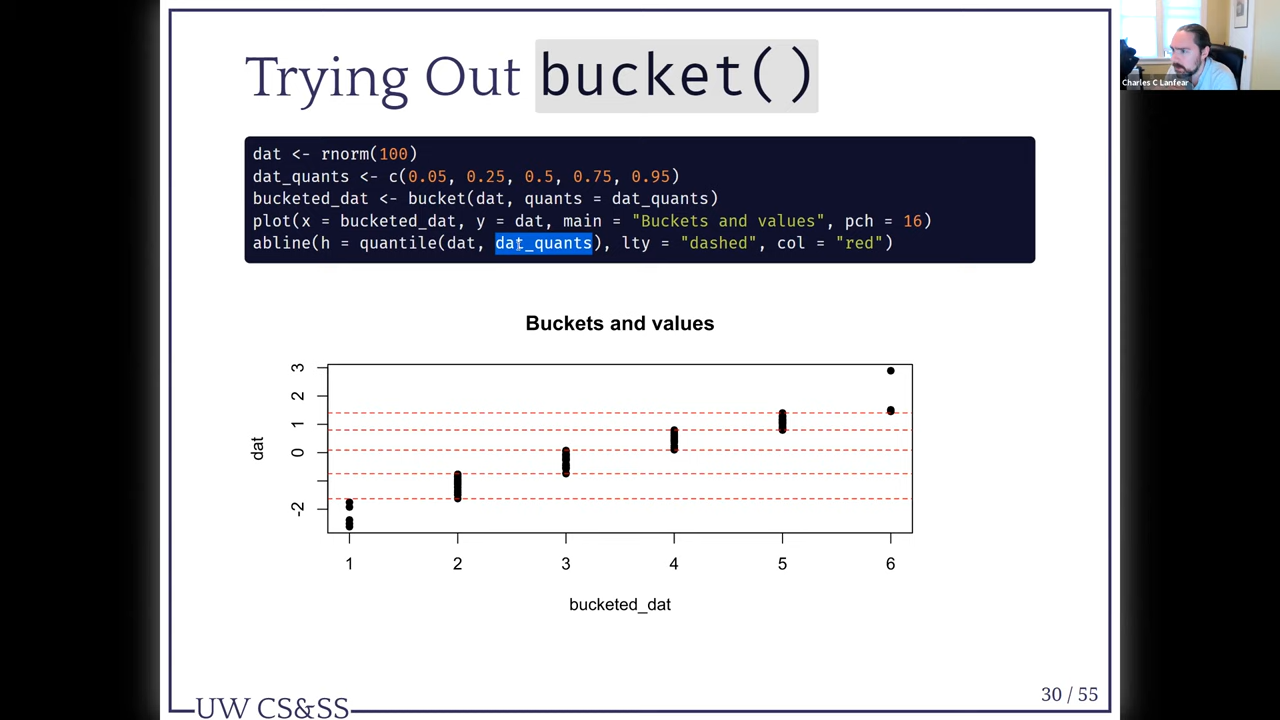 Trying Out bucket()
Charles C Lanfear
dat <- rnorm(100)
dat_quants <- c(0.05, 0.25, 0.5, 0.75, 0.95)
bucketed_dat <- bucket(dat, quants = dat_quants)
plot(x = bucketed_dat, y = dat, main = "Buckets and values", pch = 16)
abline(h = quantile(dat, dat_quants), lty = "dashed", col = "red")
Buckets and values
3
2
1
0
-2
dat
1 2 3 4 5 6
bucketed_dat
30 / 55
UW CS&SS